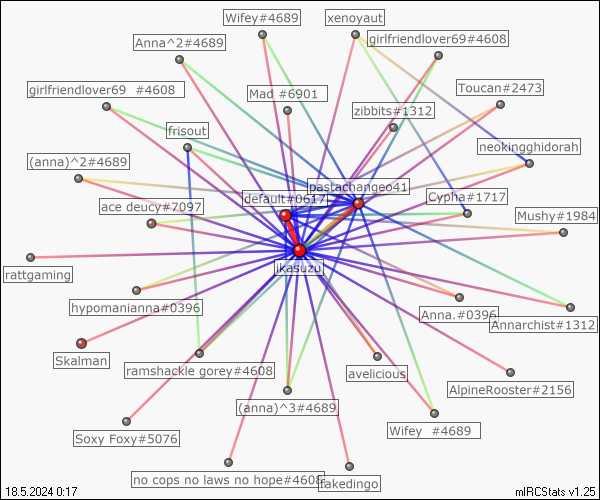 Wifey#4689
xenoyaut
Anna^2#4689
girlfriendlover69#4608
girlfriendlover69  #4608
Mad #6901
Toucan#2473
zibbits#1312
frisout
neokingghidorah
(anna)^2#4689
pastachangeo41
default#0617
Cypha#1717
ace deucy#7097
Mushy#1984
ikasuzu
rattgaming
hypomanianna#0396
Anna.#0396
Annarchist#1312
Skalman
ramshackle gorey#4608
avelicious
AlpineRooster#2156
(anna)^3#4689
Wifey  #4689
Soxy Foxy#5076
no cops no laws no hope#4608
fakedingo
18.5.2024 0:17
mIRCStats v1.25